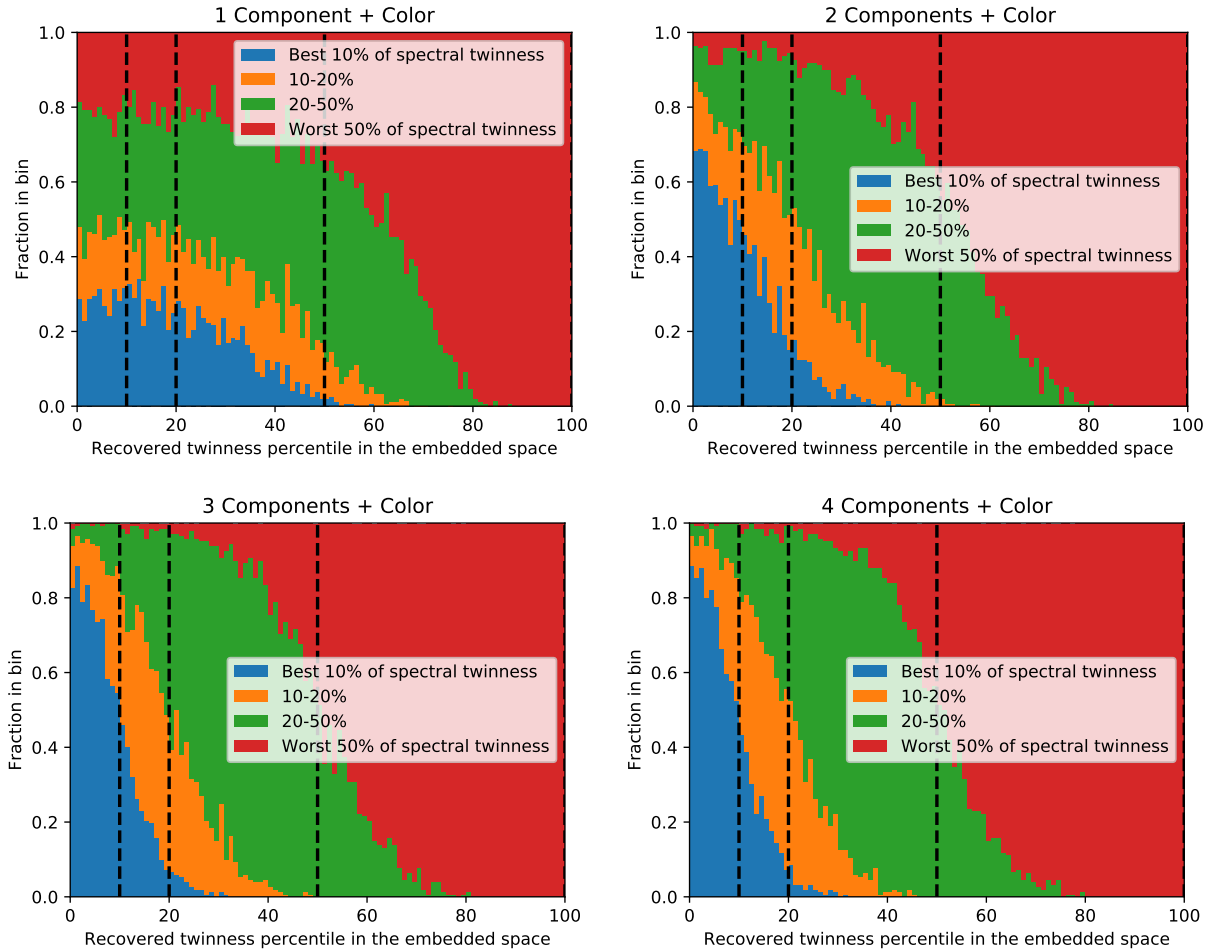 1 Component + Color
1.0
0.8
0.6
0.4
0.2
0.0
Fraction in bin
Best 10% of spectral twinness
10-20%
20-50%
Worst 50% of spectral twinness
0 20 40 60 80 100
Recovered twinness percentile in the embedded space
2 Components + Color
1.0
0.8
0.6
0.4
0.2
0.0
Fraction in bin
Best 10% of spectral twinness
10-20%
20-50%
Worst 50% of spectral twinness
0 20 40 60 80 100
Recovered twinness percentile in the embedded space
3 Components + Color
1.0
0.8
0.6
0.4
0.2
0.0
Fraction in bin
Best 10% of spectral twinness
10-20%
20-50%
Worst 50% of spectral twinness
0 20 40 60 80 100
Recovered twinness percentile in the embedded space
4 Components + Color
1.0
0.8
0.6
0.4
0.2
0.0
Fraction in bin
Best 10% of spectral twinness
10-20%
20-50%
Worst 50% of spectral twinness
0 20 40 60 80 100
Recovered twinness percentile in the embedded space